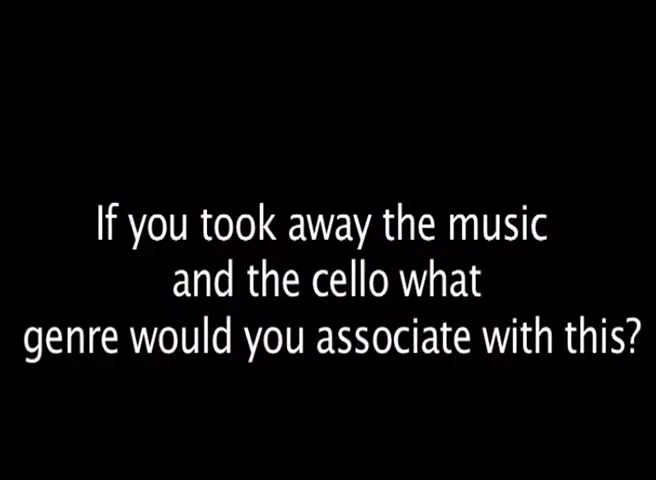 If you took away the music
and the cello what
genre would you associate with this?